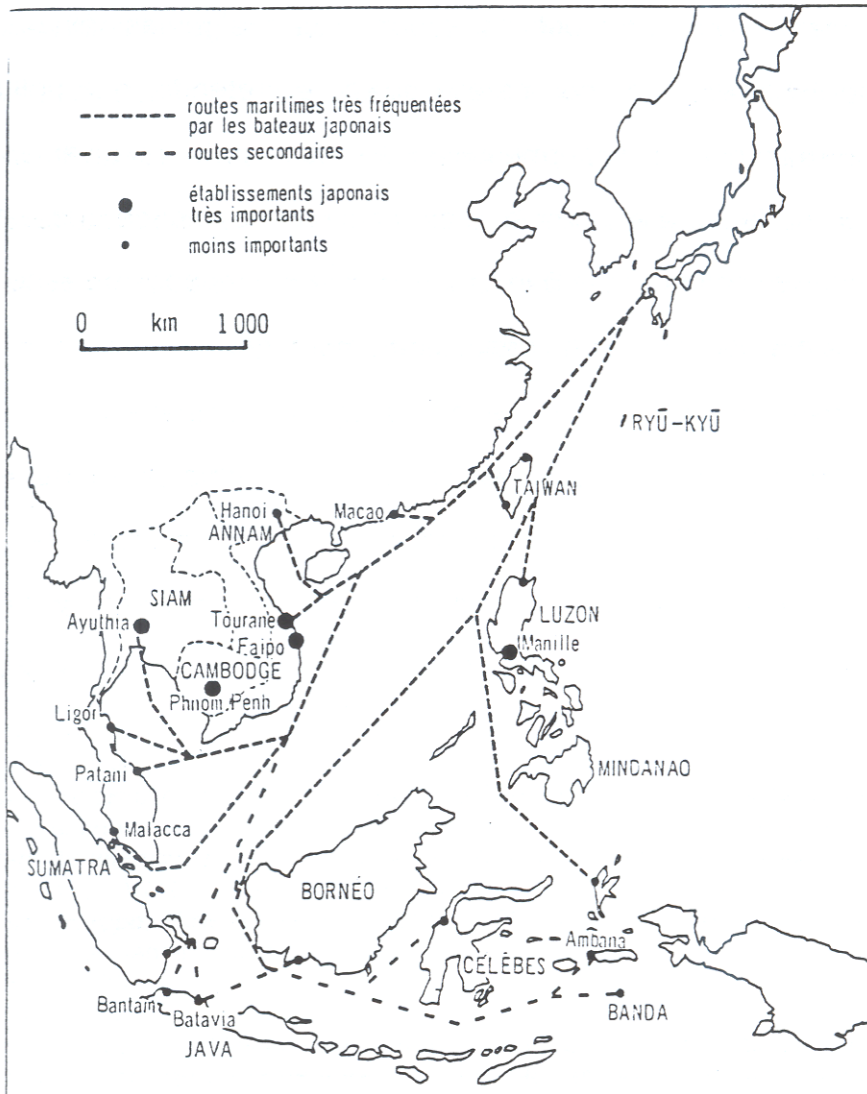 routes maritimes très fréquentées
par les bateaux japonais
routes secondaires
établissements japonais
très importants
moins importants
0 km 1 000
RYŪ-KYŪ
TAIWAN
Hanoi
Macao
ANNAM
SIAM
LUZON
Ayuthia
Tourane
Manille
Faipo
CAMBODGE
Phnom.Penh
Ligor
Patani
MINDANAO
Malacca
SUMATRA
BORNÉO
Ambana
CÉLÈBES
Bantam
Batavia
BANDA
JAVA